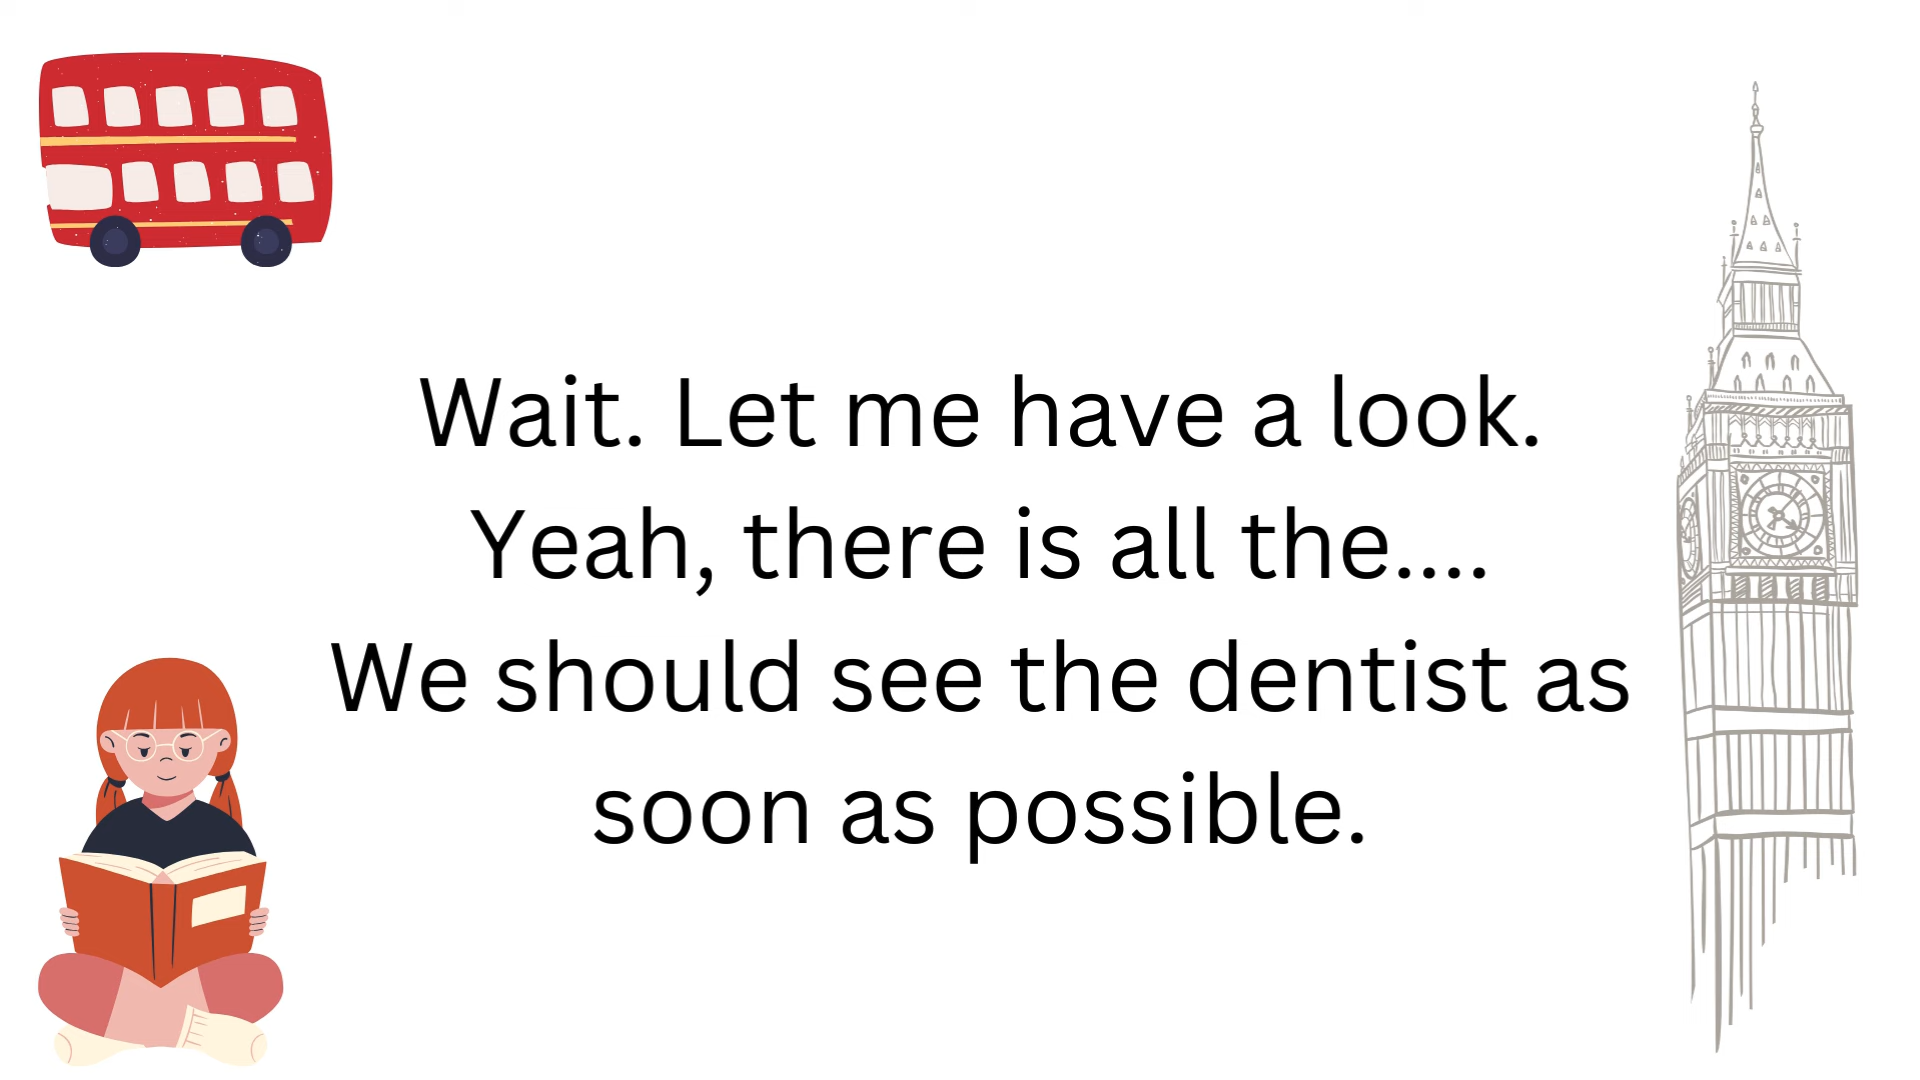 Wait. Let me have a look.
Yeah, there is all the....
We should see the dentist as
soon as possible.